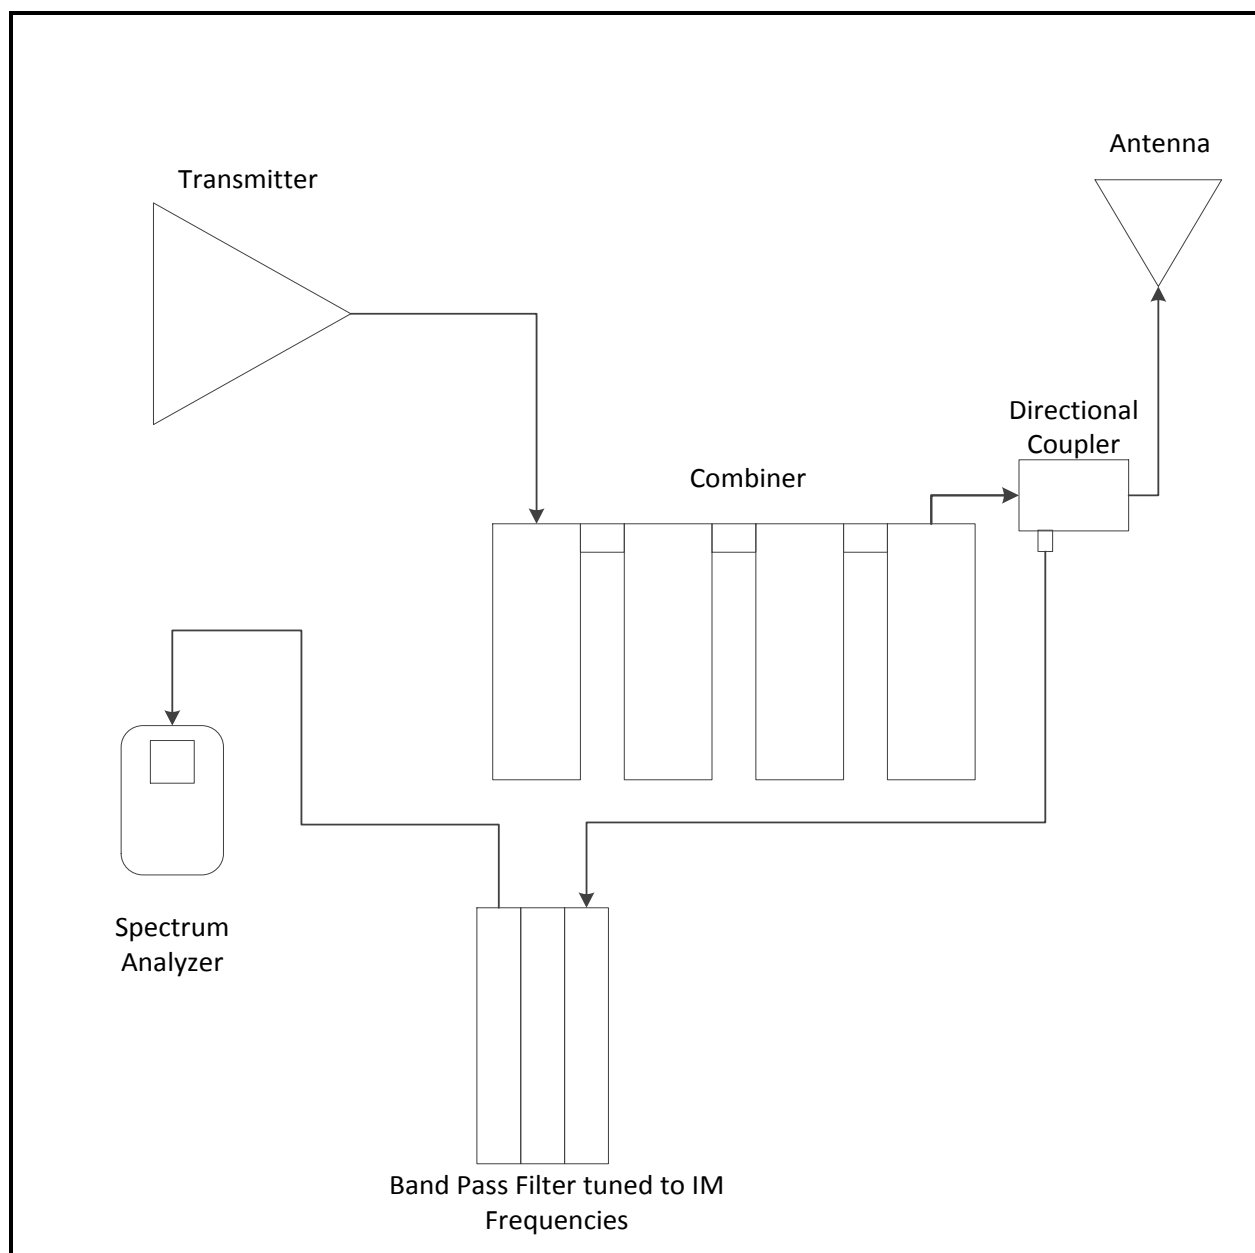 Antenna
Transmitter
Directional
Coupler
Combiner
Spectrum
Analyzer
Band Pass Filter tuned to IM
Frequencies